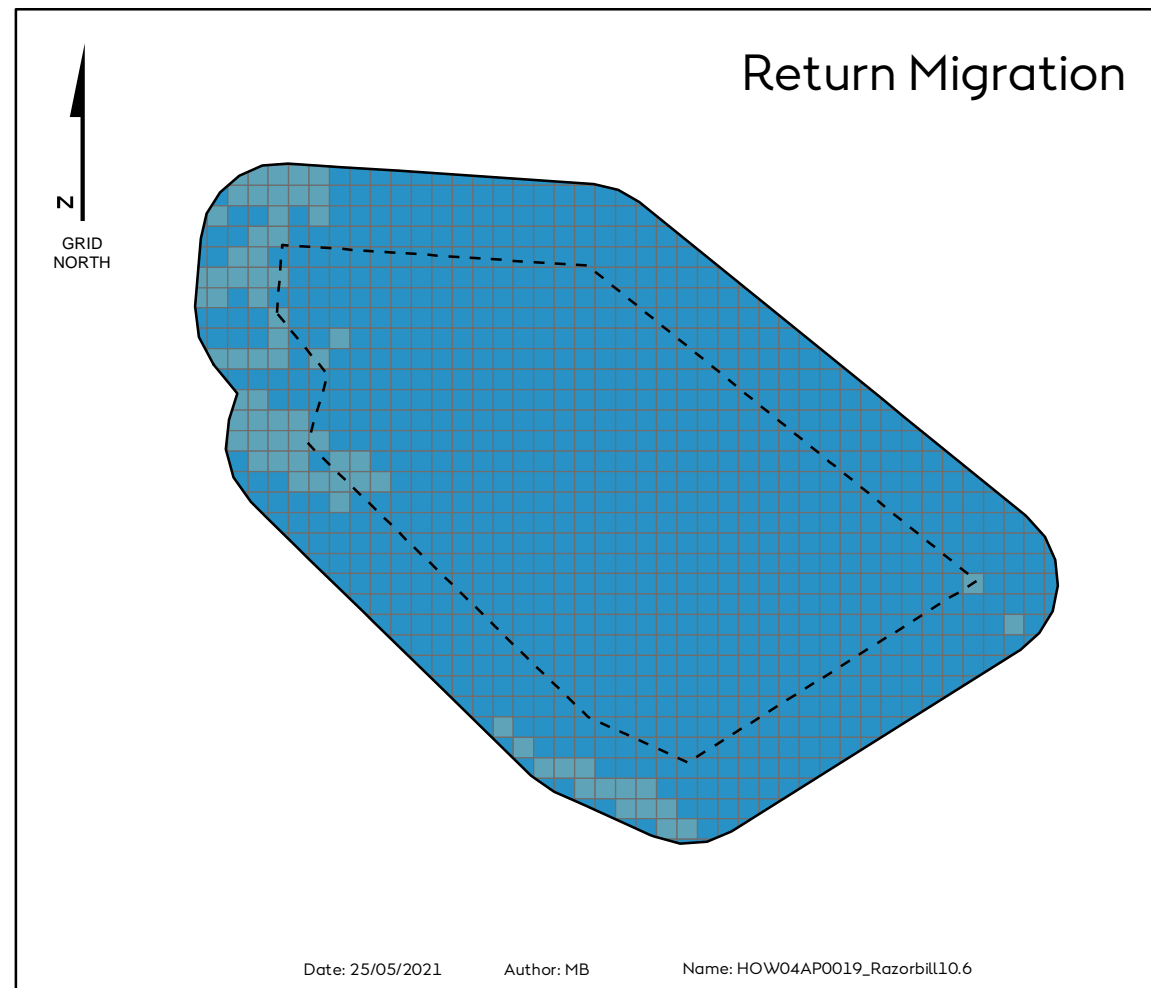 Return Migration
N
GRID
NORTH
Date: 25/05/2021 Author: MB Name: HOW04AP0019_Razorbill10.6